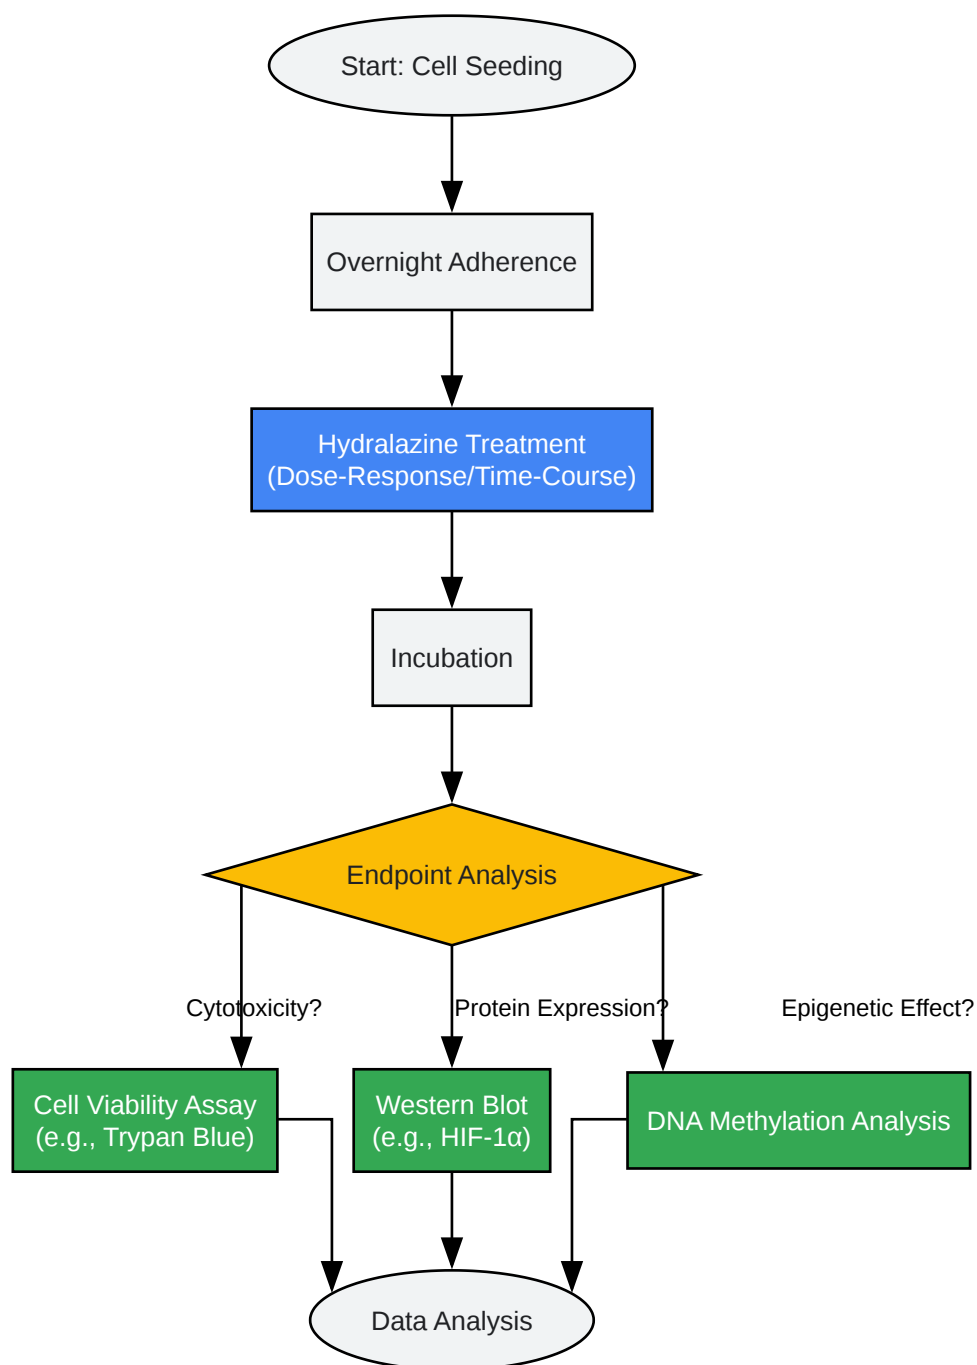 Start: Cell Seeding
Overnight Adherence
Hydralazine Treatment
(Dose-Response/Time-Course)
Incubation
Endpoint Analysis
Cytotoxicity?
Protein Expression?
Epigenetic Effect?
Cell Viability Assay
(e.g., Trypan Blue)
Western Blot
(e.g., HIF-1α)
DNA Methylation Analysis
Data Analysis